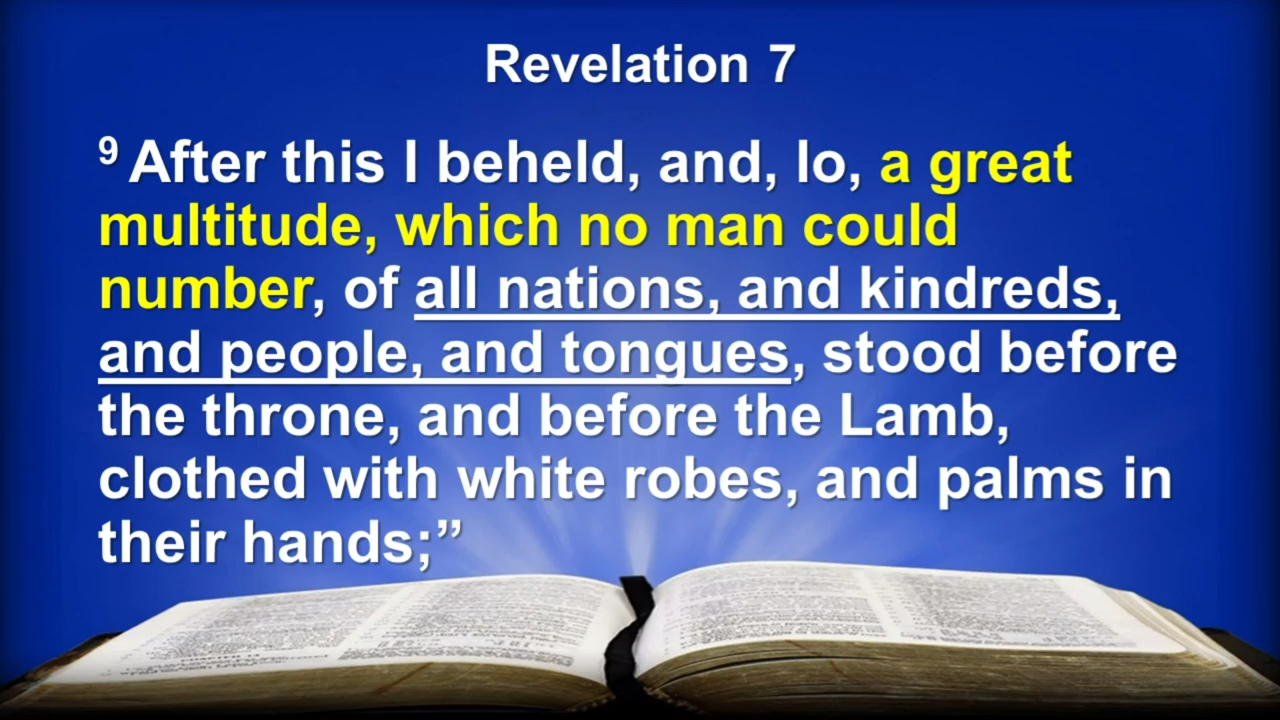 Revelation 7
9 After this I beheld, and, lo, a great
multitude, which no man could
number, of all nations, and kindreds,
and people, and tongues, stood before
the throne, and before the Lamb,
clothed with white robes, and palms in
their hands;”